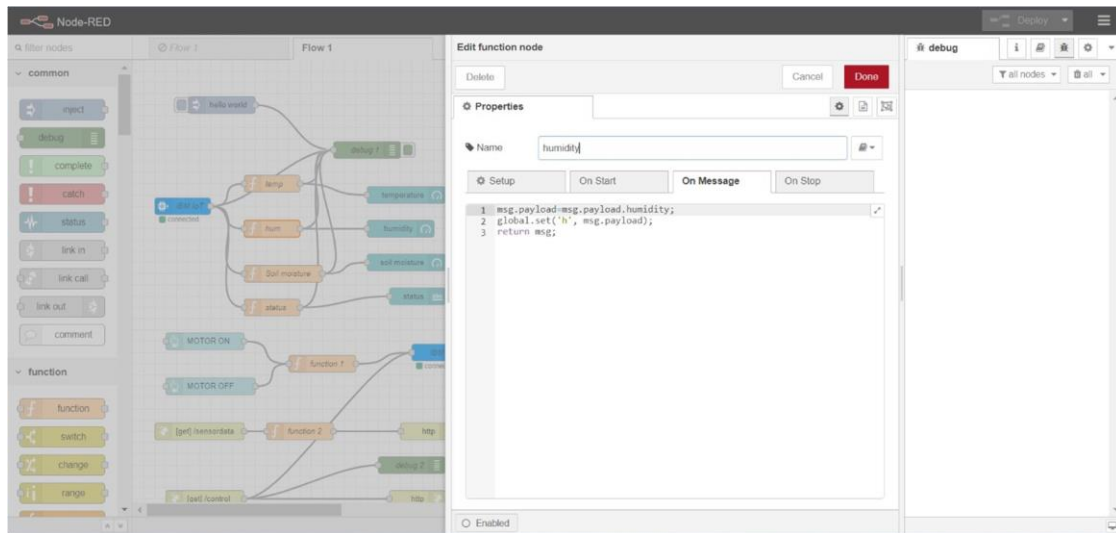 Node-RED
Deploy
filter nodes
Flow 1
Flow 1
Edit function node
debug
i
Delete
Cancel
Done
all nodes
all
common
inject
debug
complete
catch
status
link in
link call
link out
comment
function
function
switch
change
range
hello world
debug 1
temp
temperature
connected
hum
humidity
Soil moisture
soil moisture
status
status
MOTOR ON
function 1
MOTOR OFF
[get] /sensordata
function 2
http
debug 2
[get] /control
http
Properties
Name
humidity
Setup
On Start
On Message
On Stop
1 msg.payload=msg.payload.humidity;
2 global.set('h', msg.payload);
3 return msg;
Enabled